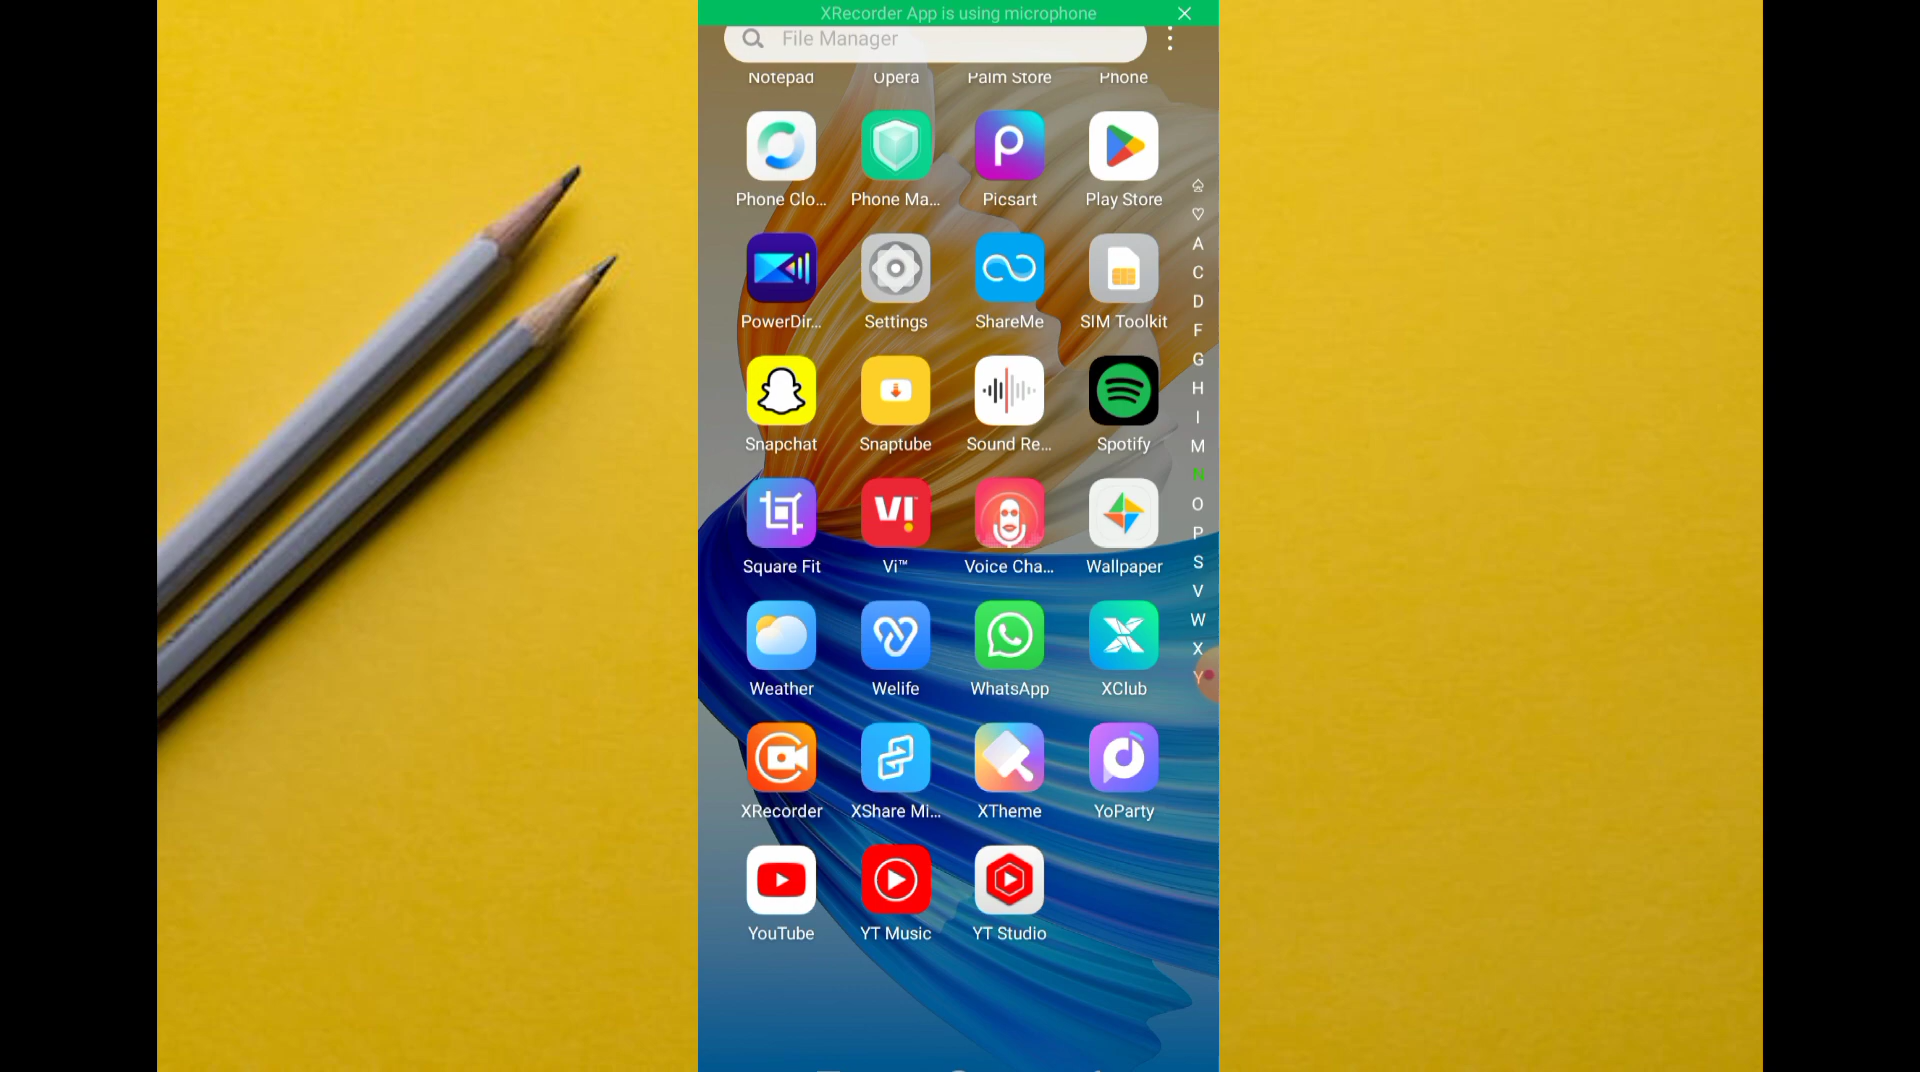 XRecorder App is using microphone
File Manager
Notepad Opera Palm Store Phone
Phone Clo... Phone Ma... Picsart Play Store
PowerDir... Settings ShareMe SIM Toolkit
Snapchat Snaptube Sound Re... Spotify
VI
Square Fit Vi™ Voice Cha... Wallpaper
Weather Welife WhatsApp XClub
XRecorder XShare Mi... XTheme YoParty
YouTube YT Music YT Studio
A
C
D
F
G
H
I
M
N
O
P
S
V
W
X
Y